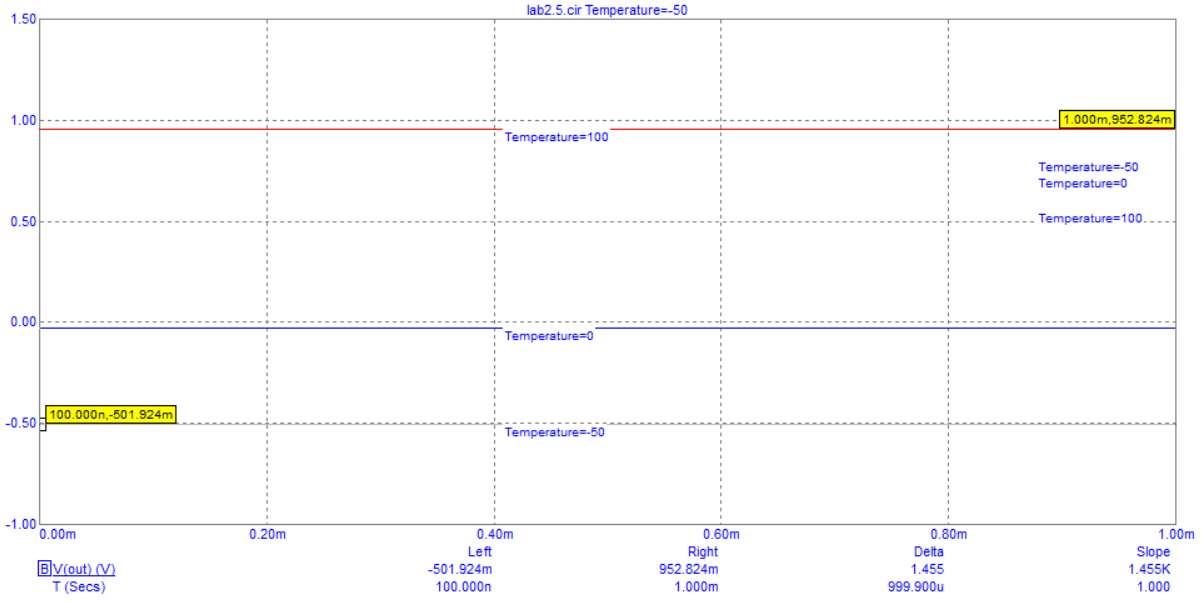 lab2.5.cir Temperature=-50
1.50
1.00
1.000m,952.824m
Temperature=100
Temperature=-50
Temperature=0
0.50
Temperature=100
0.00
Temperature=0
100.000n,-501.924m
-0.50
Temperature=-50
-1.00
0.00m 0.20m 0.40m 0.60m 0.80m 1.00m
Left Right Delta Slope
B V(out) (V) -501.924m 952.824m 1.455 1.455K
T (Secs) 100.000n 1.000m 999.900u 1.000